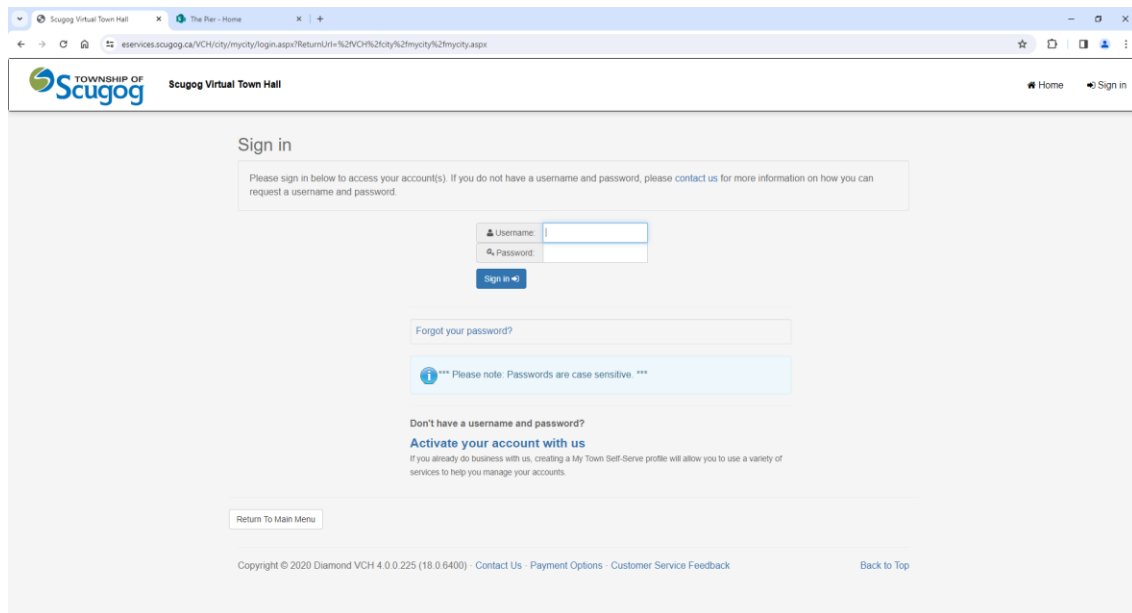 Scugog Virtual Town Hall
The Pier - Home
eservices.scugog.ca/VCH/city/mycity/login.aspx?ReturnUrl=%2fVCH%2fcity%2fmycity%2fmycity.aspx
TOWNSHIP OF
Scugog
Scugog Virtual Town Hall
Home
Sign in
Sign in
Please sign in below to access your account(s). If you do not have a username and password, please contact us for more information on how you can
request a username and password.
Username:
Password:
Sign in
Forgot your password?
*** Please note: Passwords are case sensitive. ***
Don't have a username and password?
Activate your account with us
If you already do business with us, creating a My Town Self-Serve profile will allow you to use a variety of
services to help you manage your accounts.
Return To Main Menu
Copyright © 2020 Diamond VCH 4.0.0.225 (18.0.6400) · Contact Us · Payment Options · Customer Service Feedback
Back to Top